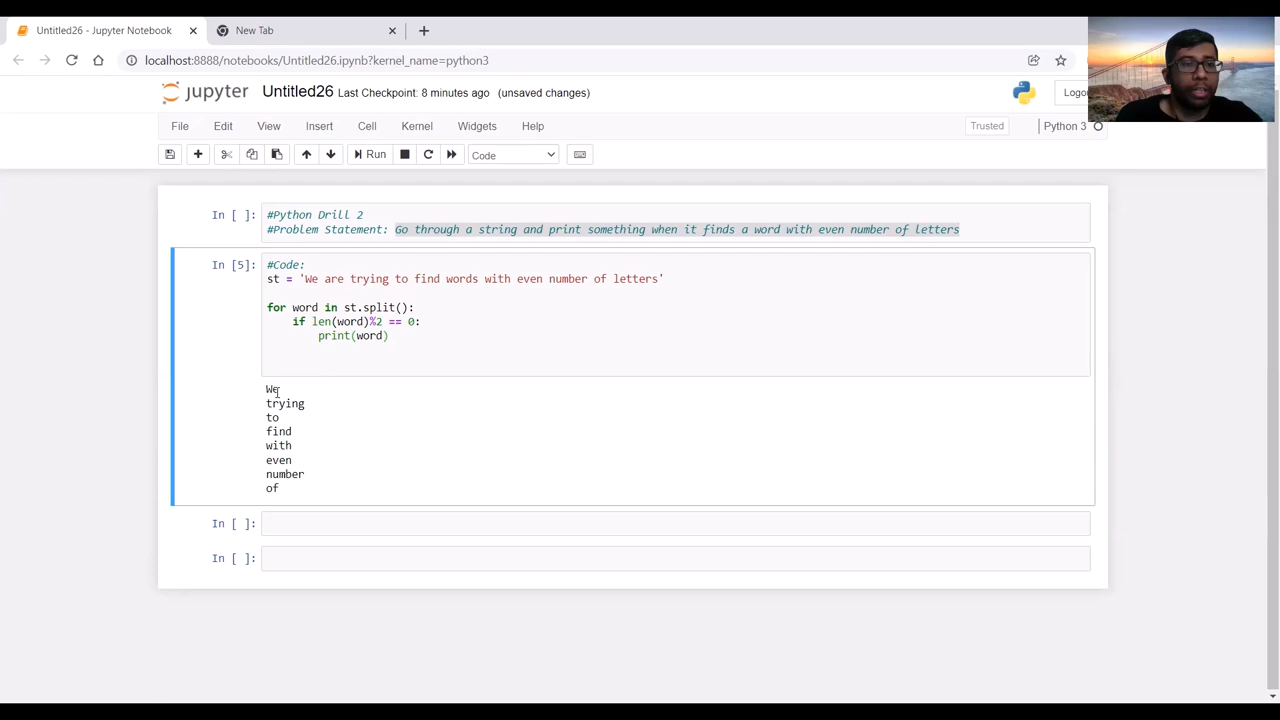 Untitled26 - Jupyter Notebook
New Tab
localhost:8888/notebooks/Untitled26.ipynb?kernel_name=python3
jupyter Untitled26 Last Checkpoint: 8 minutes ago (unsaved changes)
File Edit View Insert Cell Kernel Widgets Help Trusted Python 3
Run Code
In [ ]: #Python Drill 2
#Problem Statement: Go through a string and print something when it finds a word with even number of letters
In [5]: #Code:
st = 'We are trying to find words with even number of letters'
for word in st.split():
if len(word)%2 == 0:
print(word)
We
trying
to
find
with
even
number
of
In [ ]:
In [ ]: